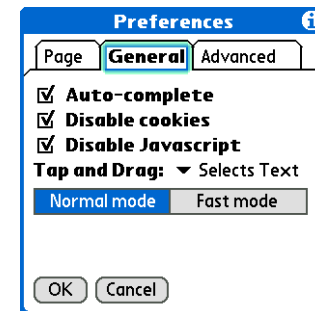 Preferences i
Page General Advanced
Auto-complete
Disable cookies
Disable Javascript
Tap and Drag: Selects Text
Normal mode Fast mode
OK Cancel